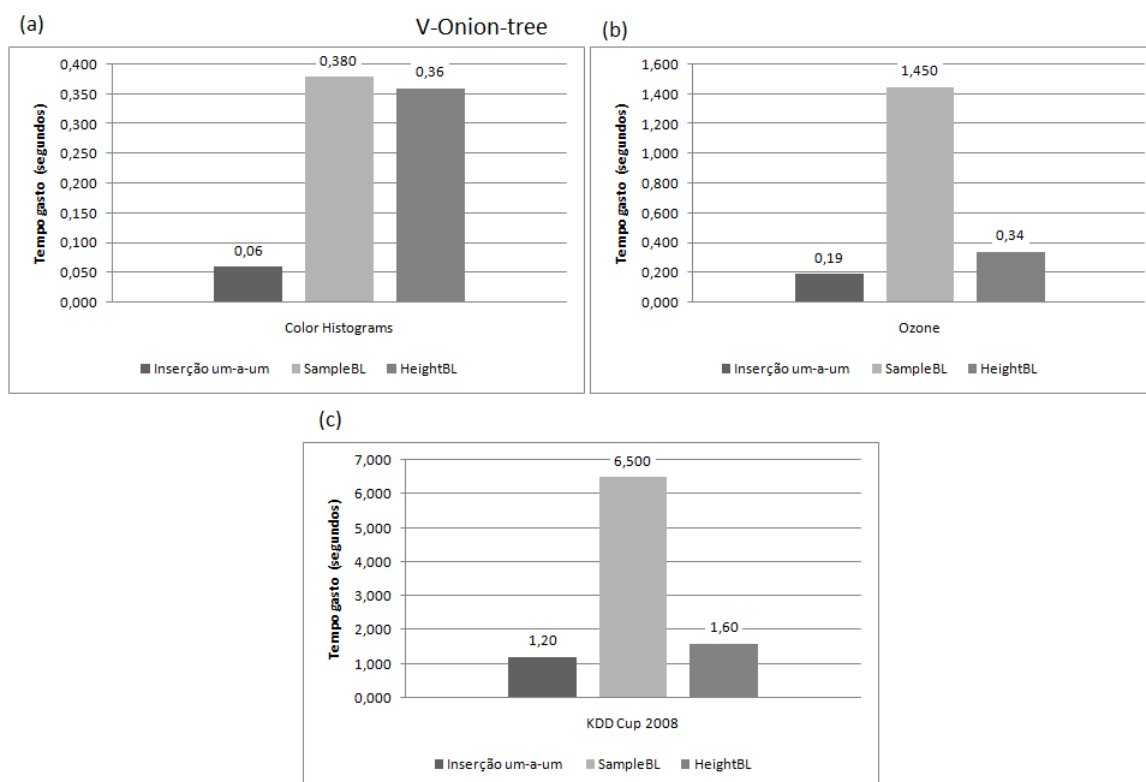 (a)
V-Onion-tree
(b)
Tempo gasto (segundos)
0,400
0,350
0,300
0,250
0,200
0,150
0,100
0,050
0,000
0,06
0,380
0,36
Color Histograms
Inserção um-a-um SampleBL HeightBL
Tempo gasto (segundos)
1,600
1,400
1,200
1,000
0,800
0,600
0,400
0,200
0,000
0,19
1,450
0,34
Ozone
Inserção um-a-um SampleBL HeightBL
(c)
Tempo gasto (segundos)
7,000
6,000
5,000
4,000
3,000
2,000
1,000
0,000
1,20
6,500
1,60
KDD Cup 2008
Inserção um-a-um SampleBL HeightBL